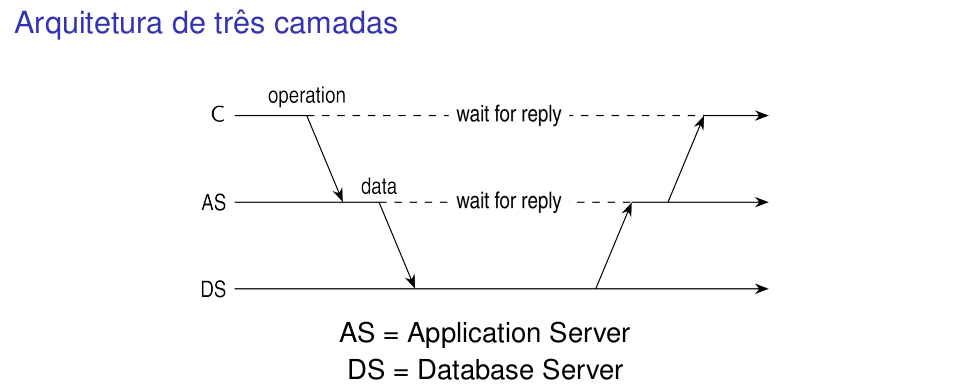 Arquitetura de três camadas
operation
C
wait for reply
data
AS
wait for reply
DS
AS = Application Server
DS = Database Server